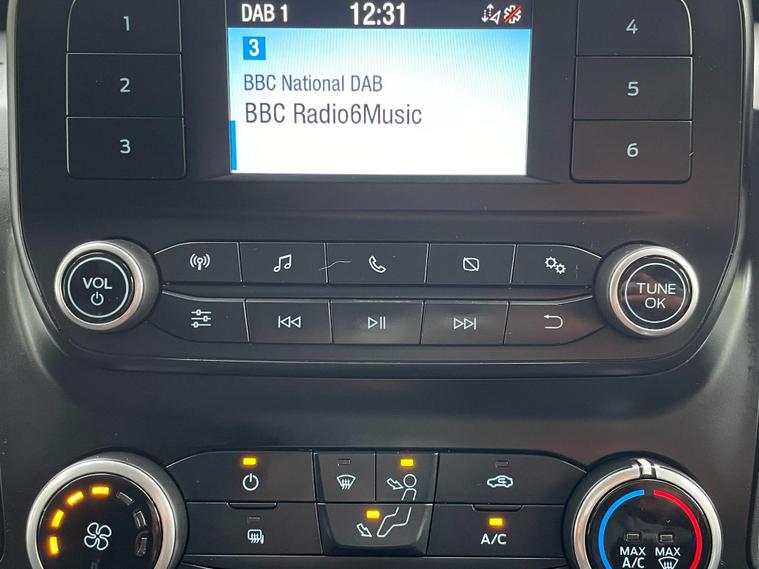 DAB 1 12:31
1
2
3
3
BBC National DAB
BBC Radio6Music
4
5
6
VOL
TUNE
OK
A/C
MAX
A/C
MAX